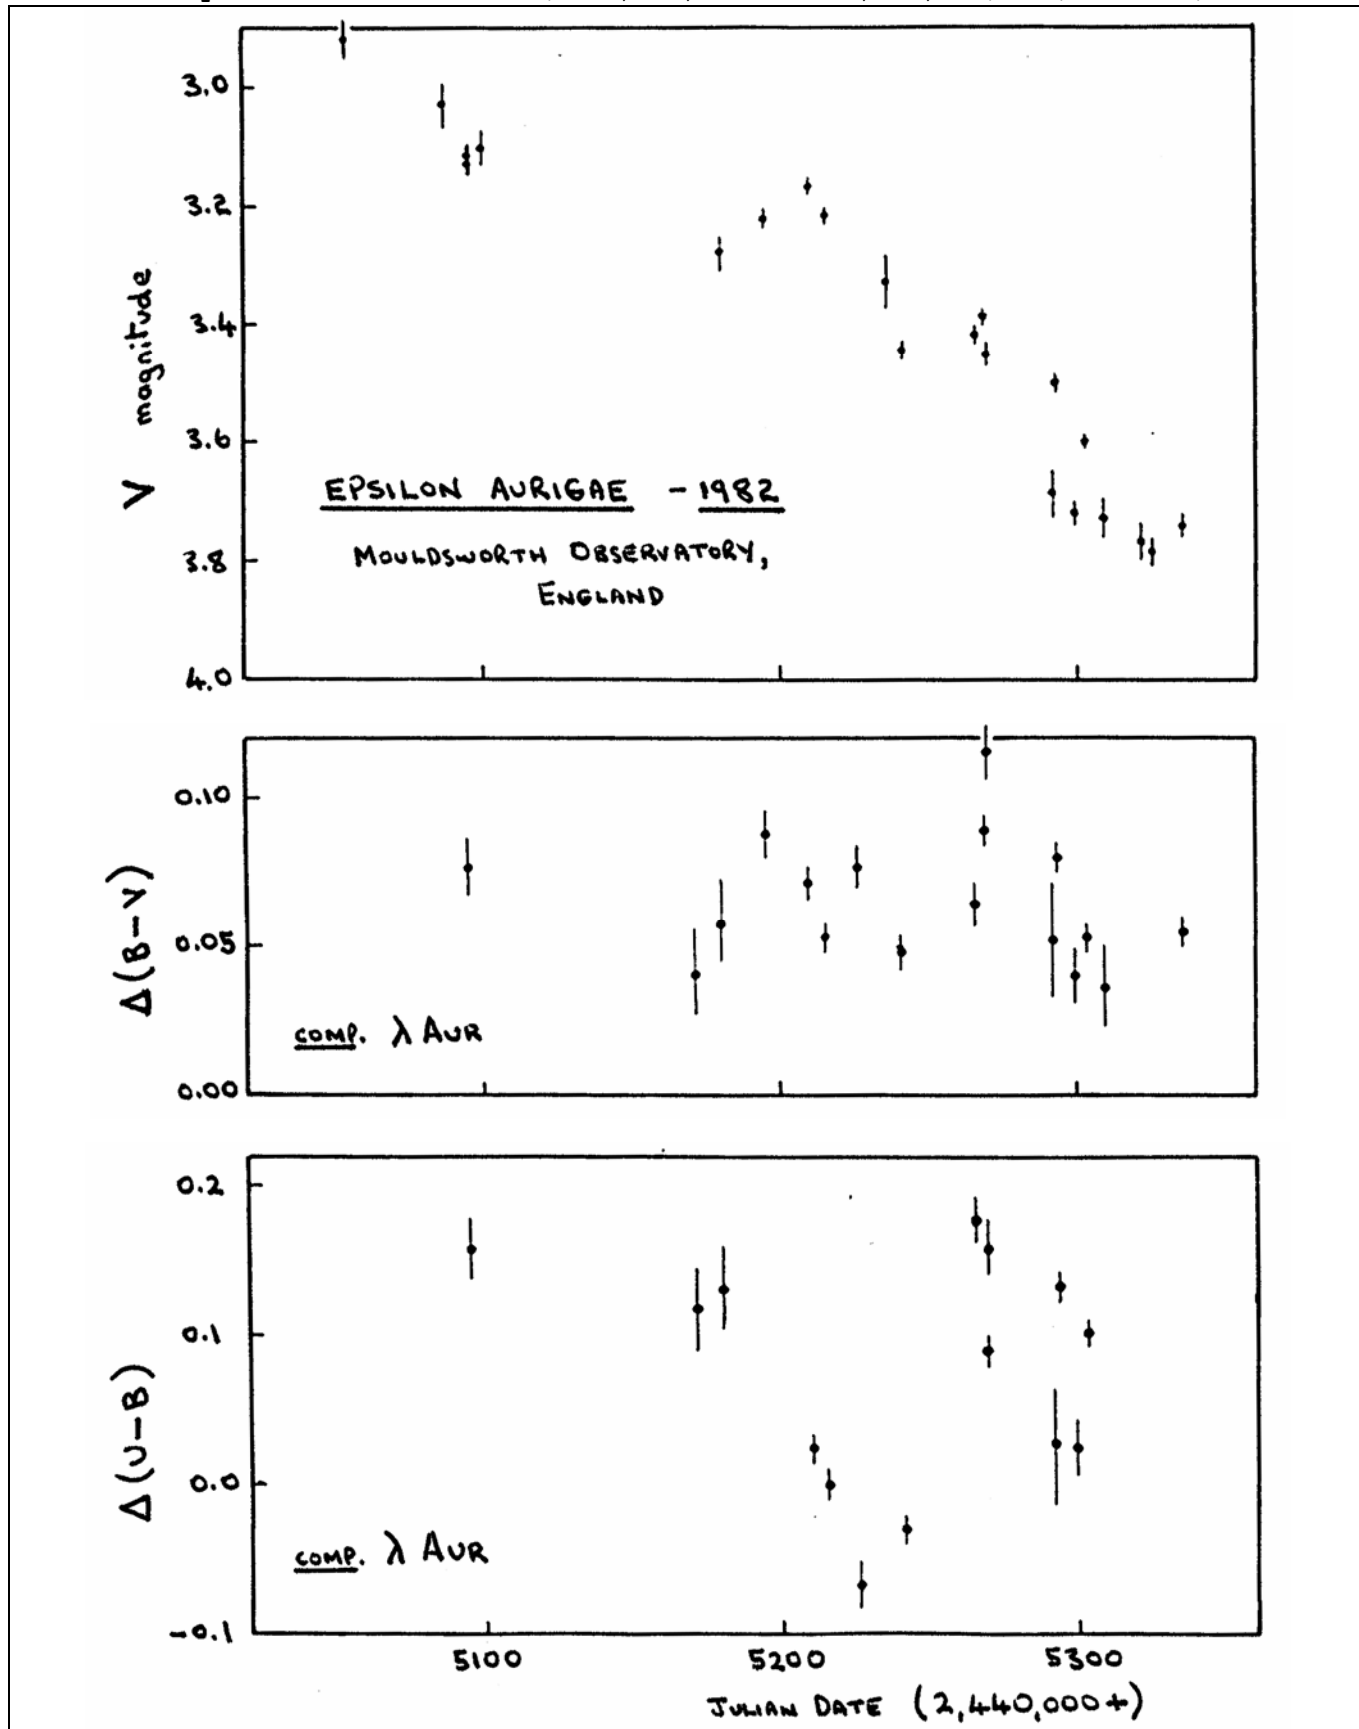 3.0
3.2
3.4
3.6
3.8
4.0
V magnitude
EPSILON AURIGAE - 1982
MOULDSWORTH OBSERVATORY,
ENGLAND
0.10
0.05
0.00
Δ(B-V)
COMP. λ AUR
0.2
0.1
0.0
-0.1
Δ(U-B)
COMP. λ AUR
5100 5200 5300
JULIAN DATE (2,440,000+)